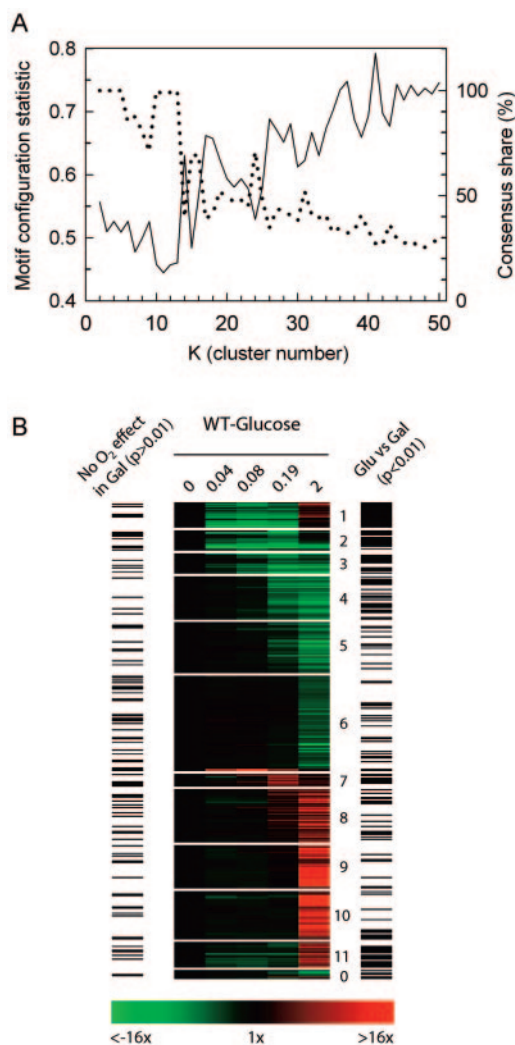 A
0.8
0.7
0.6
0.5
0.4
Motif configuration statistic
100
50
0
Consensus share (%)
0 10 20 30 40 50
K (cluster number)
B
No O₂ effect
in Gal (p>0.01)
WT-Glucose
0 0.04 0.08 0.19 2
Glu vs Gal
(p<0.01)
1
2
3
4
5
6
7
8
9
10
11
0
<-16x 1x >16x